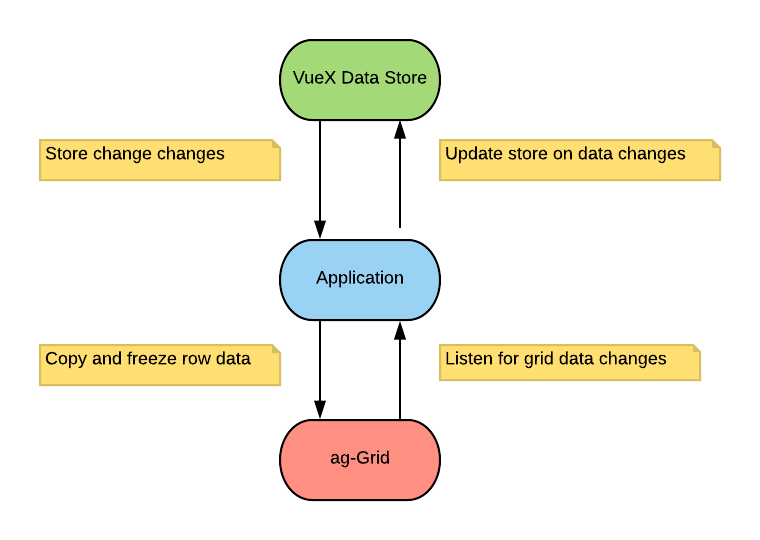 VueX Data Store
Store change changes
Update store on data changes
Application
Copy and freeze row data
Listen for grid data changes
ag-Grid